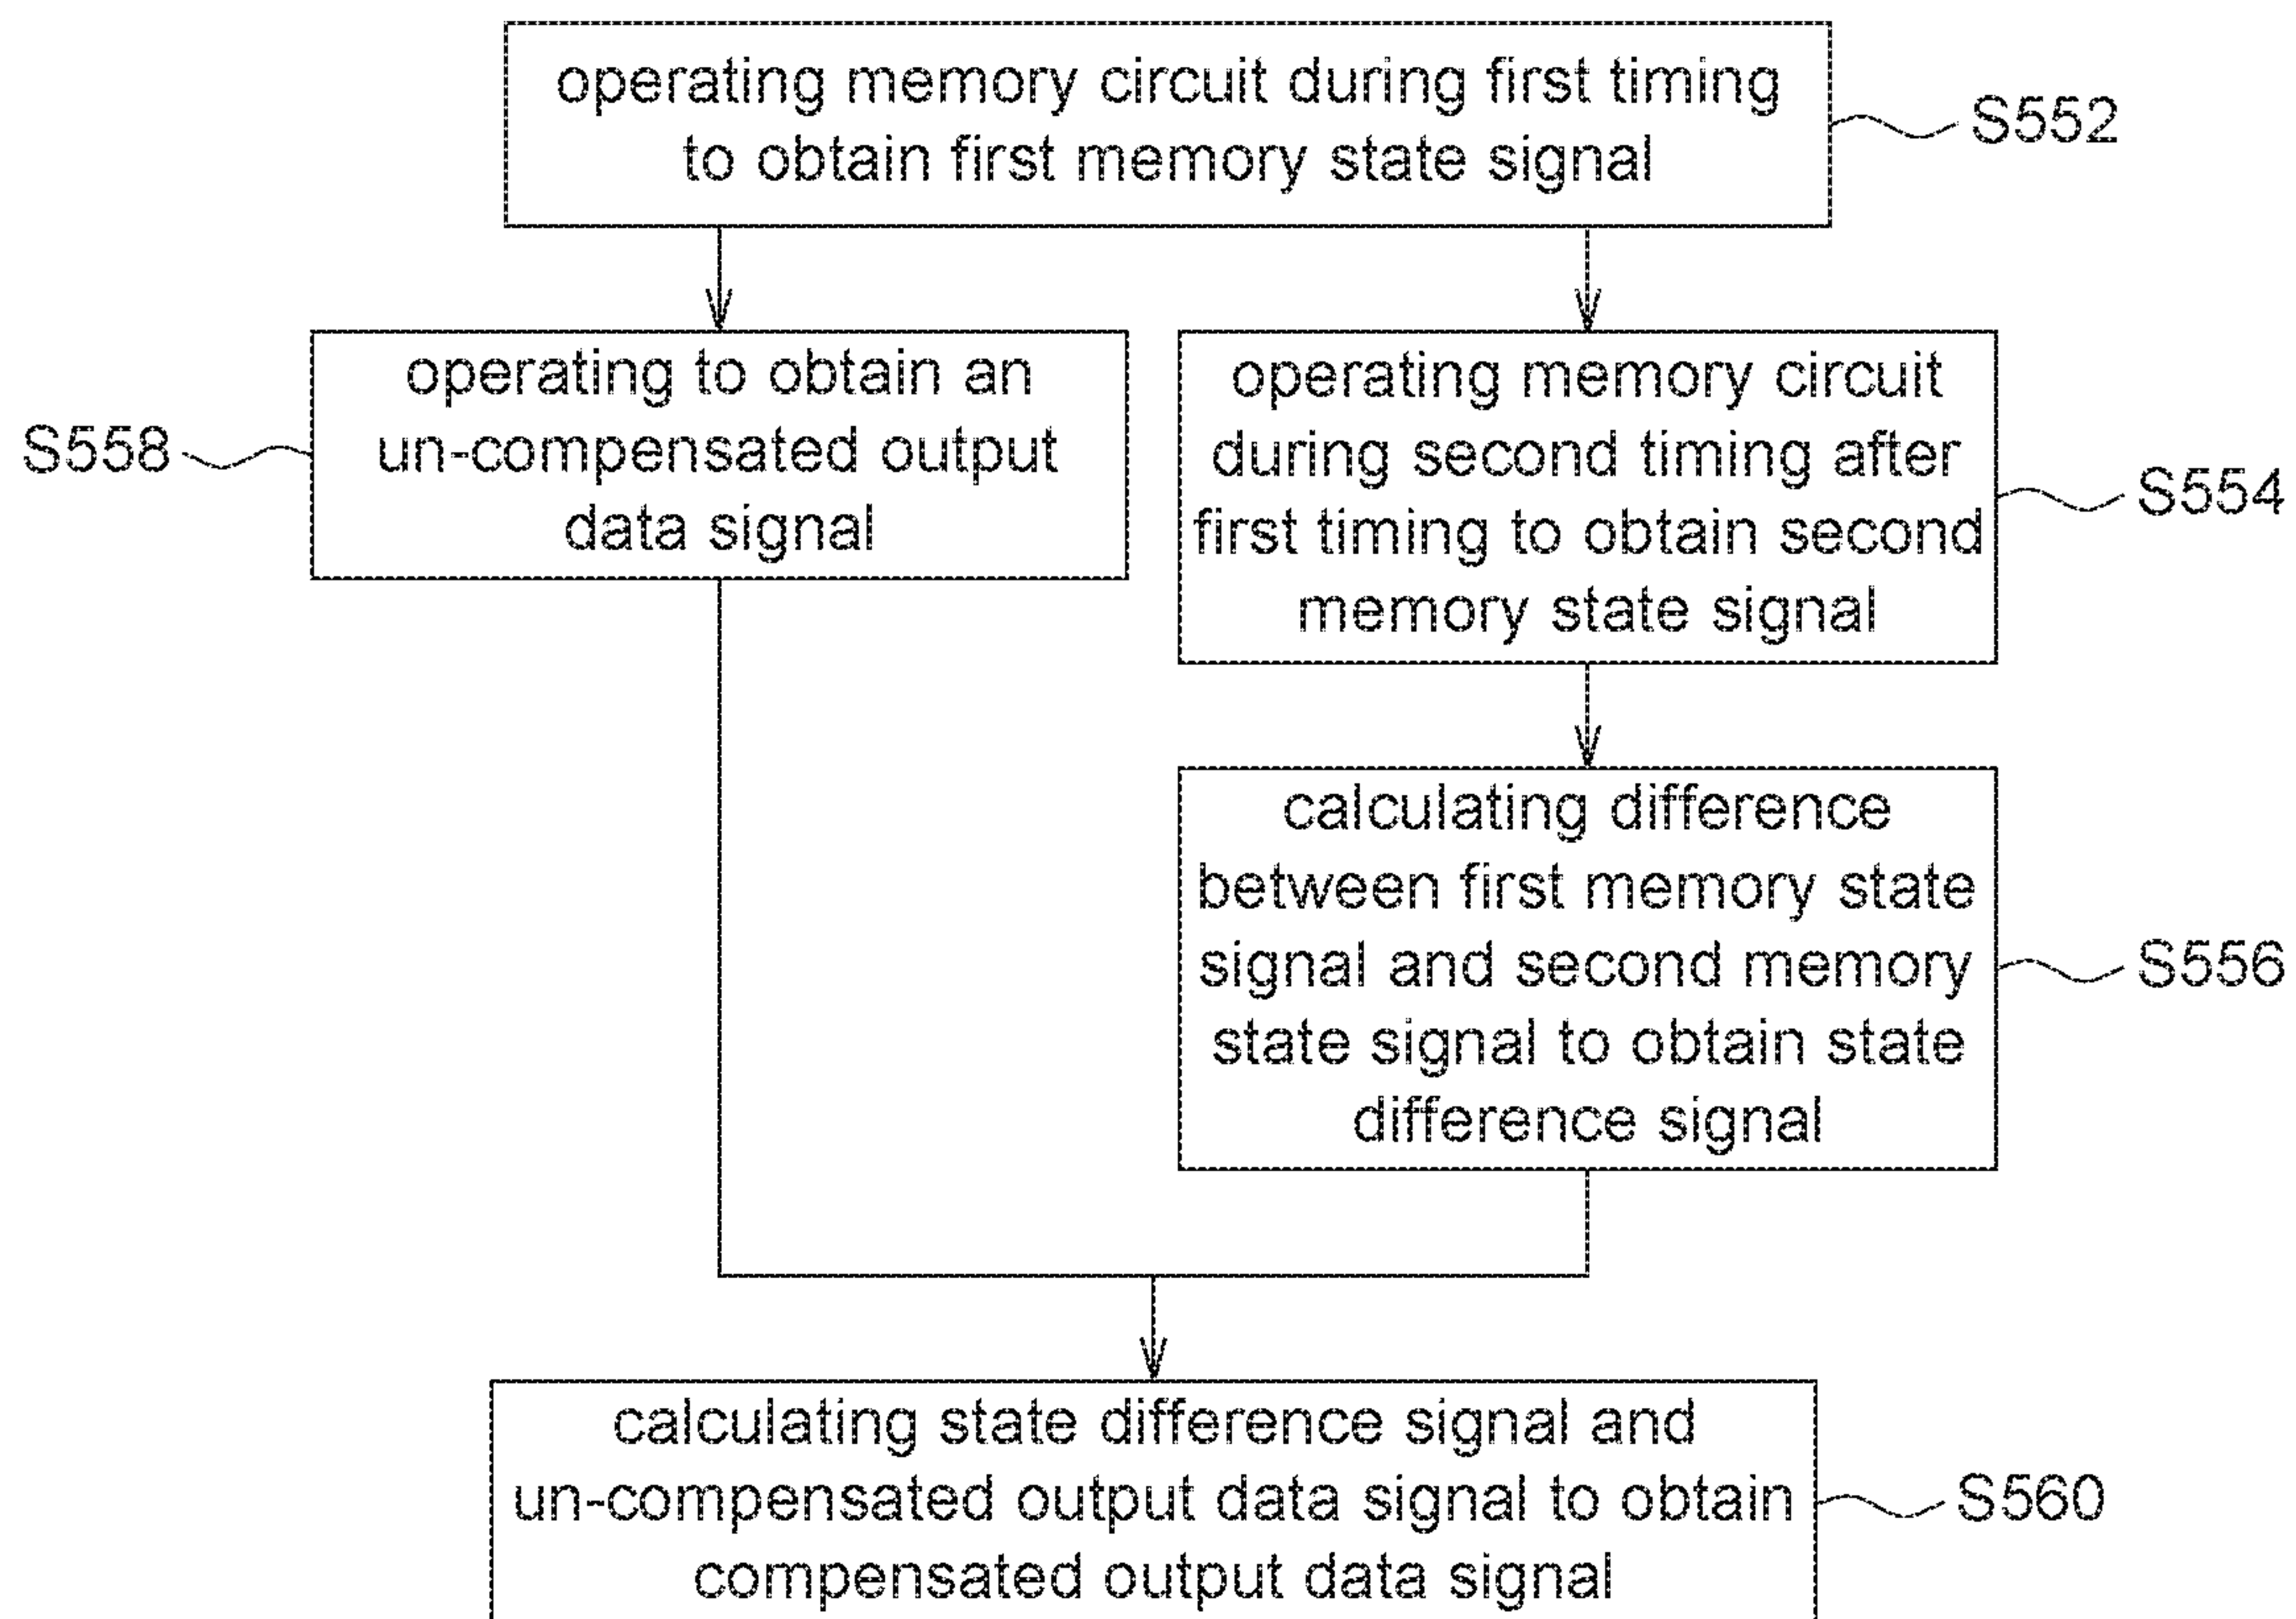 operating memory circuit during first timing
to obtain first memory state signal
S552
operating to obtain an
un-compensated output
data signal
S558
operating memory circuit
during second timing after
first timing to obtain second
memory state signal
S554
calculating difference
between first memory state
signal and second memory
state signal to obtain state
difference signal
S556
calculating state difference signal and
un-compensated output data signal to obtain
compensated output data signal
S560